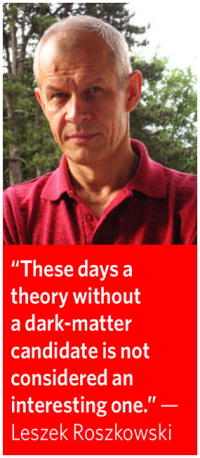 “These days a
theory without
a dark-matter
candidate is not
considered an
interesting one.” —
Leszek Roszkowski